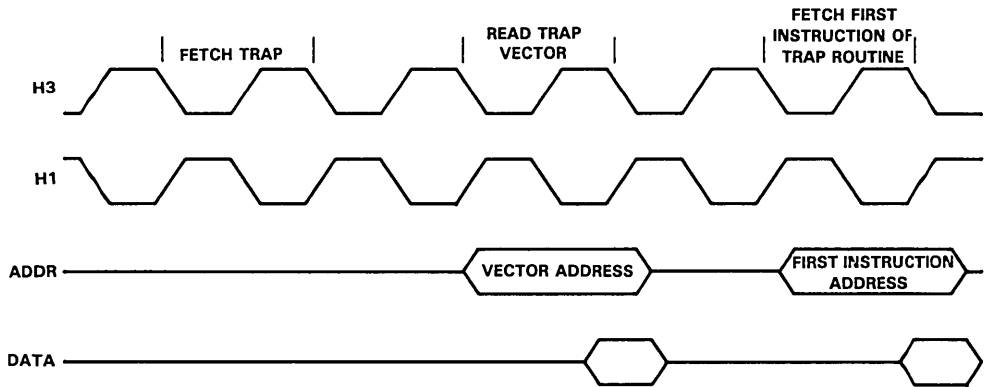 FETCH TRAP
READ TRAP
VECTOR
FETCH FIRST
INSTRUCTION OF
TRAP ROUTINE
H3
H1
ADDR
VECTOR ADDRESS
FIRST INSTRUCTION
ADDRESS
DATA